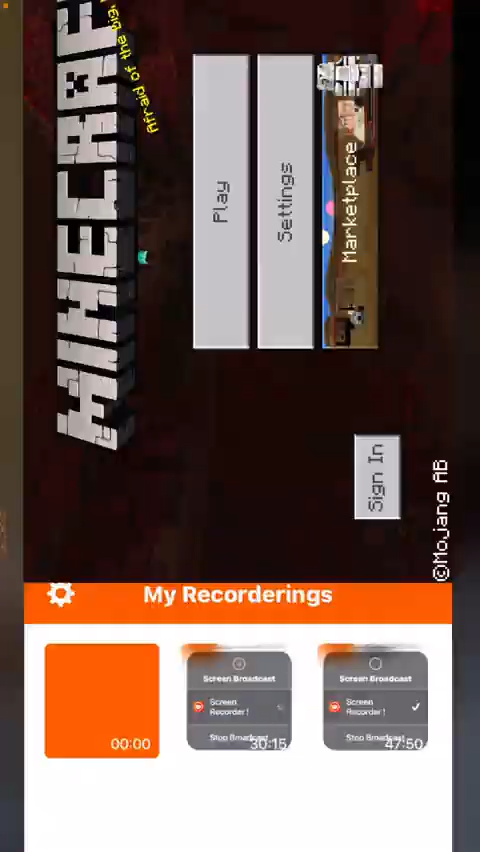 MINECRAF
Afraid of the big,
Play
Settings
Marketplace
Sign In
©Mojang AB
My Recorderings
00:00
Screen Broadcast
Screen
Recorder!
Stop Broadcast
30:15
Screen Broadcast
Screen
Recorder!
Stop Broadcast
47:50